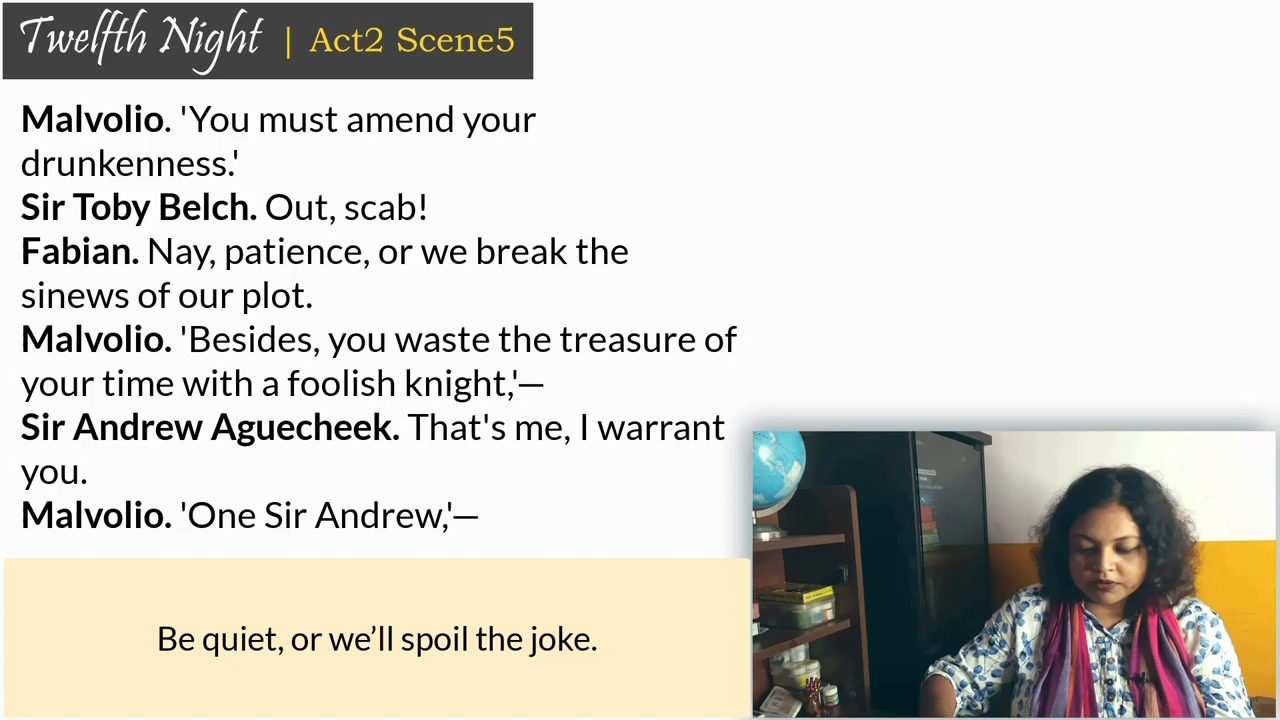 Twelfth Night | Act2 Scene5
Malvolio. 'You must amend your
drunkenness.'
Sir Toby Belch. Out, scab!
Fabian. Nay, patience, or we break the
sinews of our plot.
Malvolio. 'Besides, you waste the treasure of
your time with a foolish knight,'—
Sir Andrew Aguecheek. That's me, I warrant
you.
Malvolio. 'One Sir Andrew,'—
Be quiet, or we’ll spoil the joke.